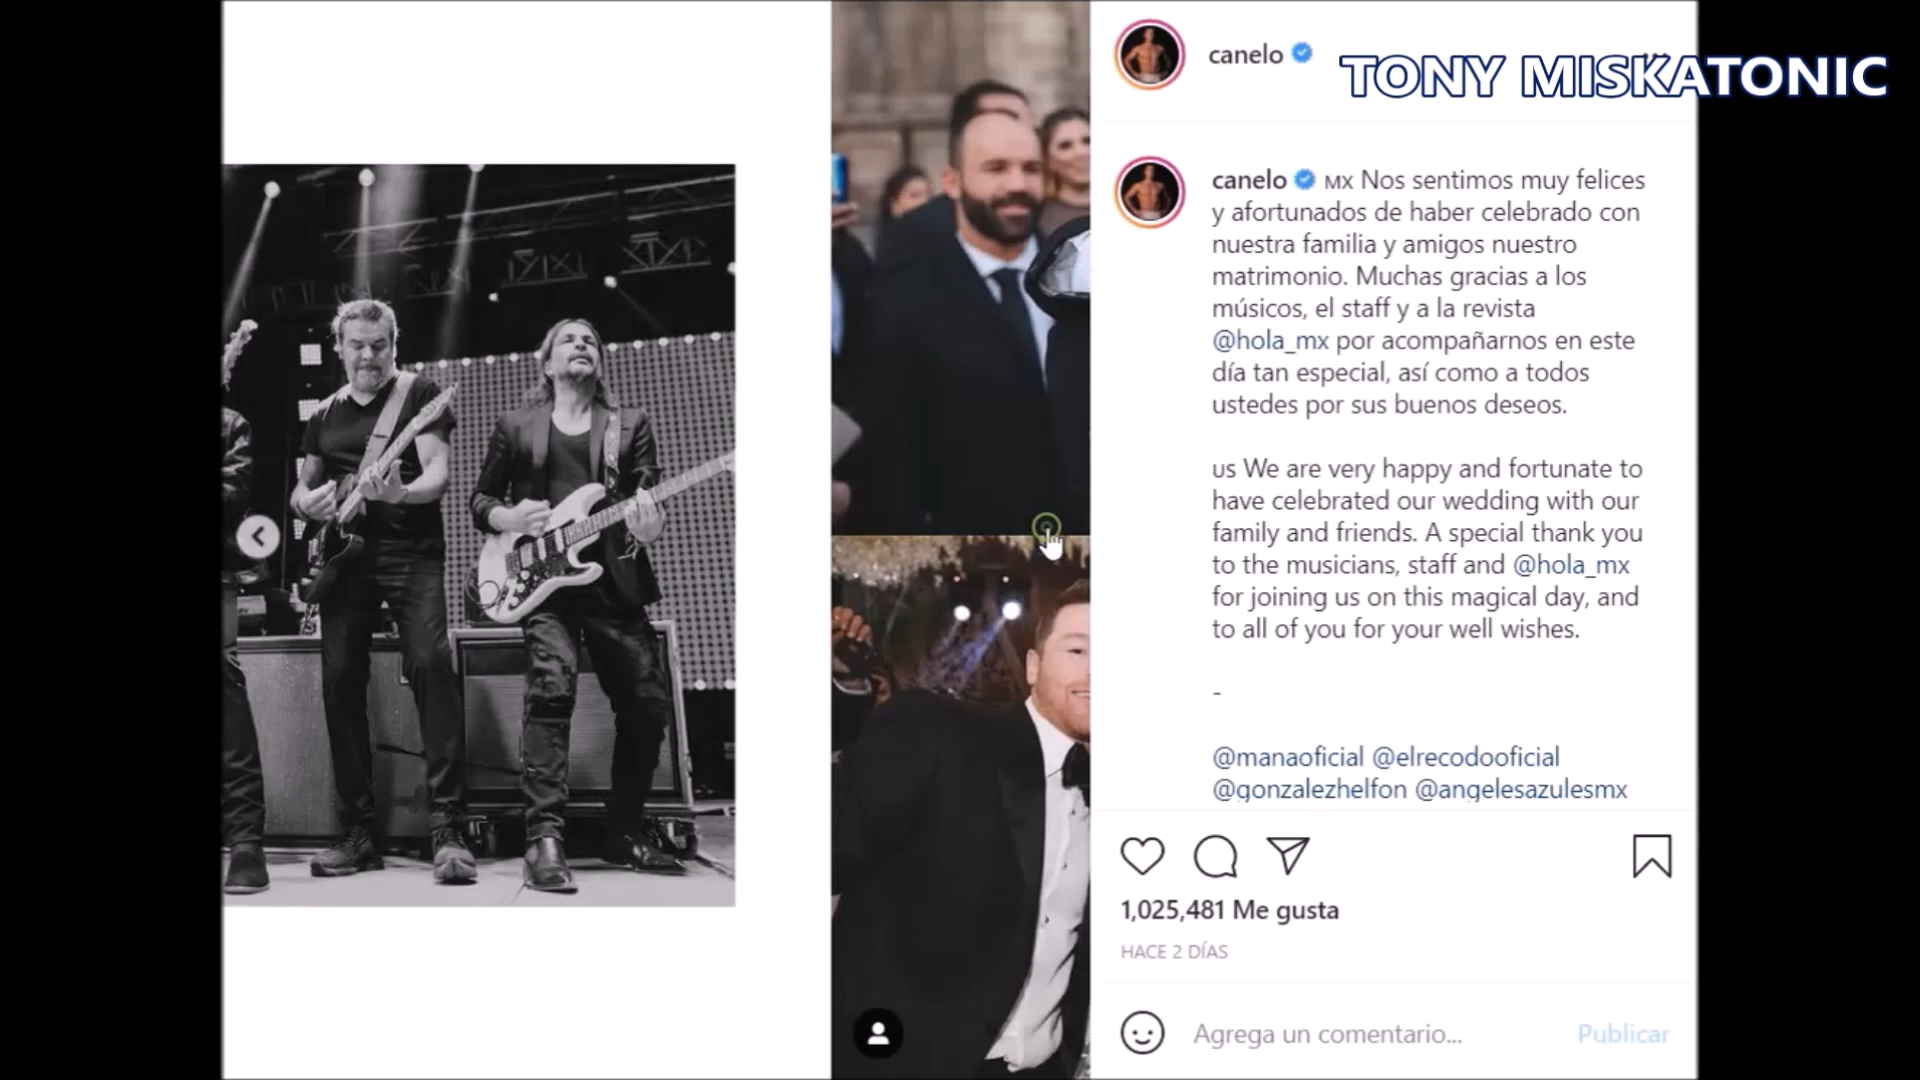 canelo
TONY MISKATONIC
canelo MX Nos sentimos muy felices
y afortunados de haber celebrado con
nuestra familia y amigos nuestro
matrimonio. Muchas gracias a los
músicos, el staff y a la revista
@hola_mx por acompañarnos en este
día tan especial, así como a todos
ustedes por sus buenos deseos.
us We are very happy and fortunate to
have celebrated our wedding with our
family and friends. A special thank you
to the musicians, staff and @hola_mx
for joining us on this magical day, and
to all of you for your well wishes.
-
@manaoficial @elrecodooficial
@gonzalezhelfon @angelesazulesmx
1,025,481 Me gusta
HACE 2 DÍAS
Agrega un comentario...
Publicar